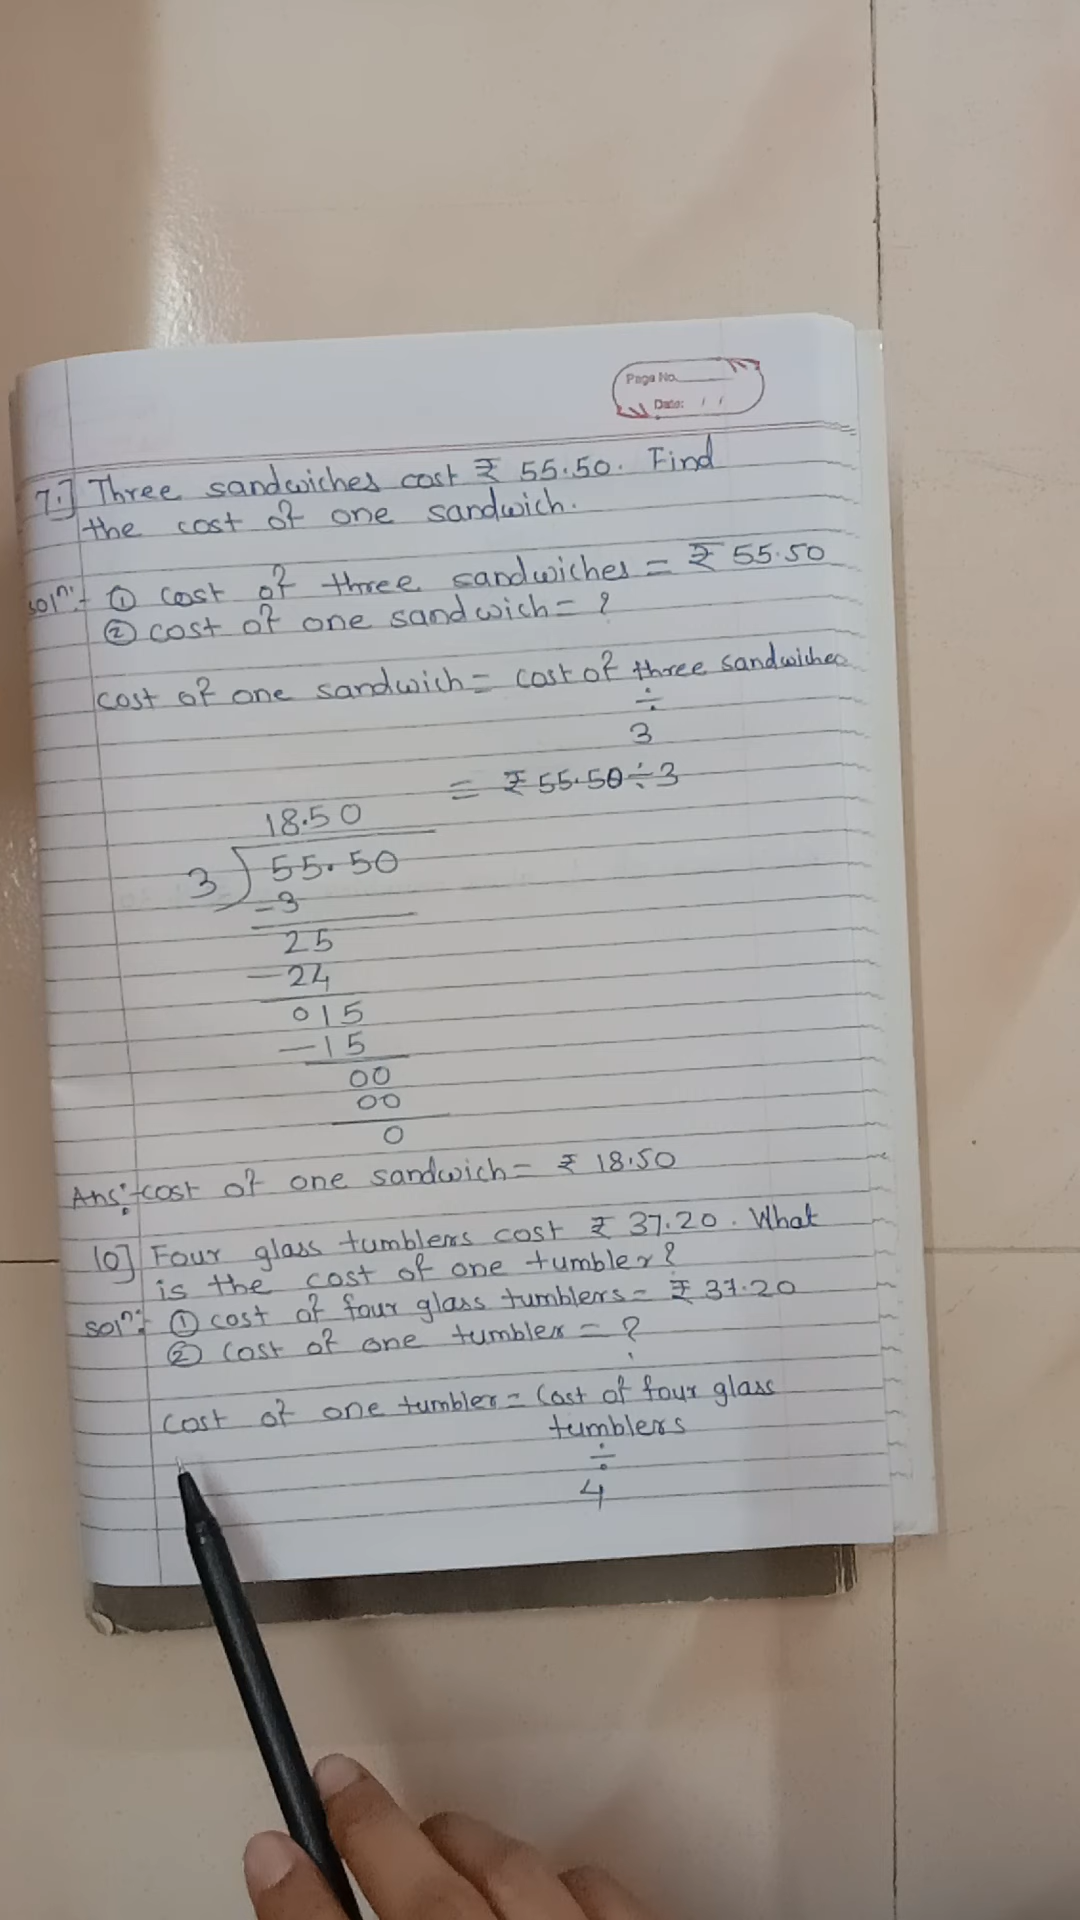 Page No.
Date: / /
7.] Three sandwiches cost ₹ 55.50. Find
the cost of one sandwich.
Solⁿ:- ① cost of three sandwiches = ₹ 55.50
② cost of one sandwich = ?
cost of one sandwich = cost of three sandwiches
÷
3
= ₹ 55.50 ÷ 3
18.50
3 ) 55.50
-3
25
-24
015
-15
00
00
0
Ans:- cost of one sandwich = ₹ 18.50
10] Four glass tumblers cost ₹ 37.20. What
is the cost of one tumbler?
Solⁿ:- ① cost of four glass tumblers = ₹ 37.20
② cost of one tumbler = ?
cost of one tumbler = cost of four glass
tumblers
÷
4